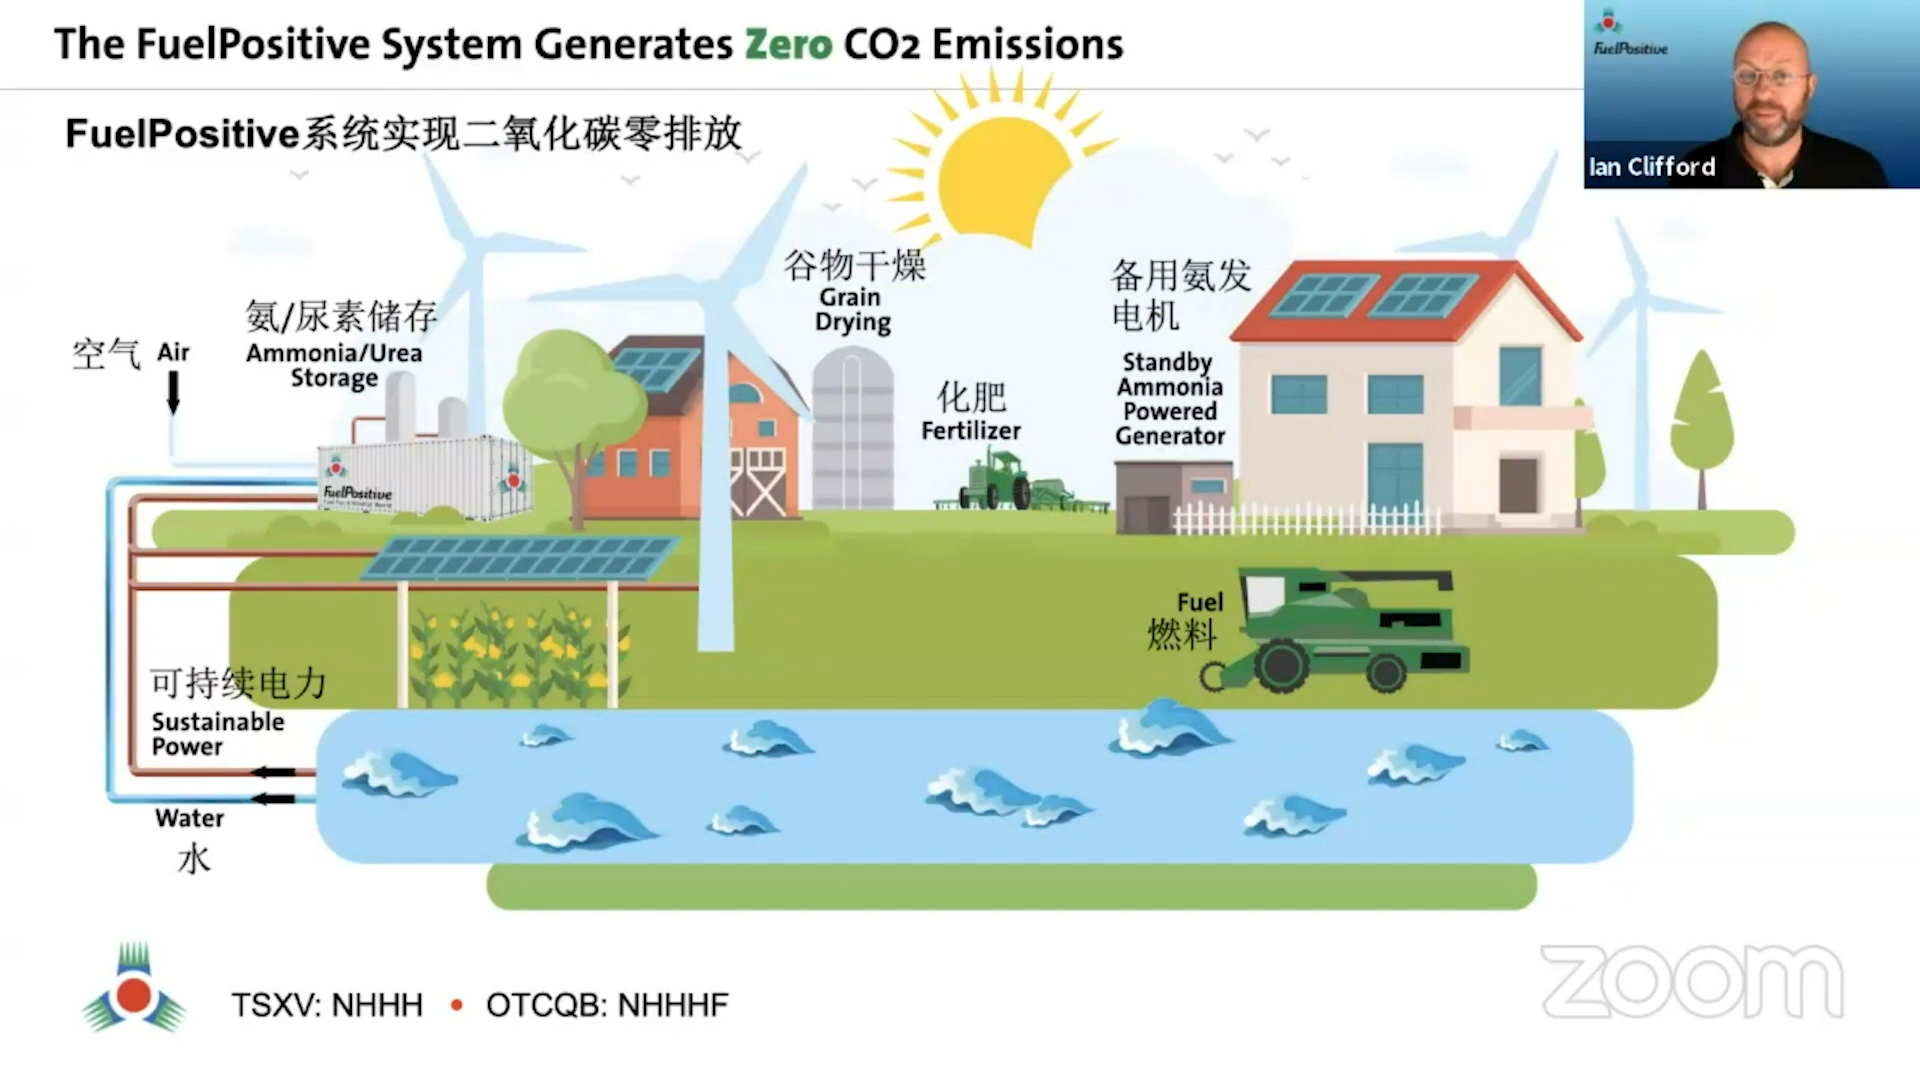 The FuelPositive System Generates Zero CO2 Emissions
FuelPositive
Ian Clifford
FuelPositive系统实现二氧化碳零排放
谷物干燥
Grain
Drying
备用氨发
电机
Standby
Ammonia
Powered
Generator
氨/尿素储存
Ammonia/Urea
Storage
空气 Air
化肥
Fertilizer
FuelPositive
Fuel
燃料
可持续电力
Sustainable
Power
Water
水
TSXV: NHHH • OTCQB: NHHHF
zoom